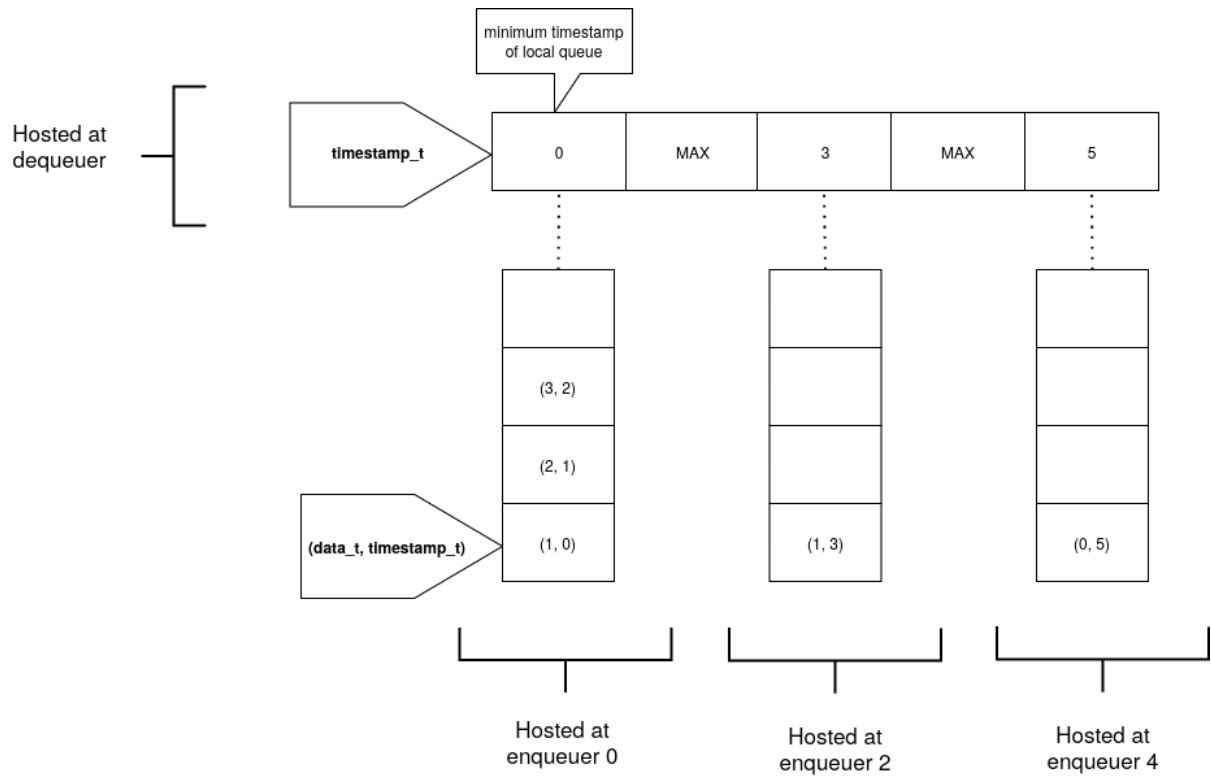 minimum timestamp
of local queue
Hosted at
dequeuer
timestamp_t
0
MAX
3
MAX
5
(3, 2)
(2, 1)
(data_t, timestamp_t)
(1, 0)
(1, 3)
(0, 5)
Hosted at
enqueuer 0
Hosted at
enqueuer 2
Hosted at
enqueuer 4